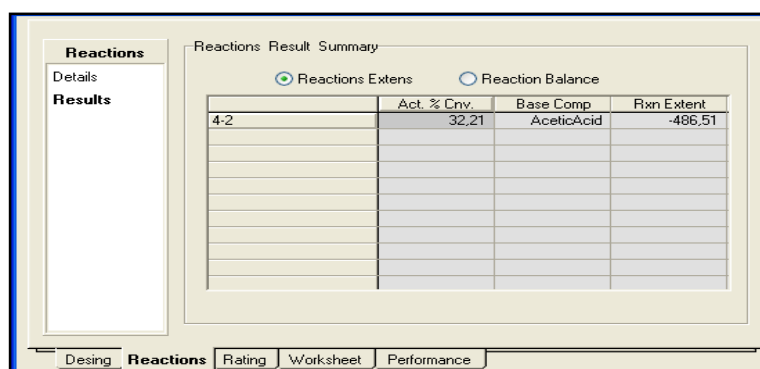 Reactions
Details
Results
Reactions Result Summary
Reactions Extens Reaction Balance
Act. % Cnv. Base Comp Rxn Extent
4-2 32,21 AceticAcid -486,51
Desing Reactions Rating Worksheet Performance